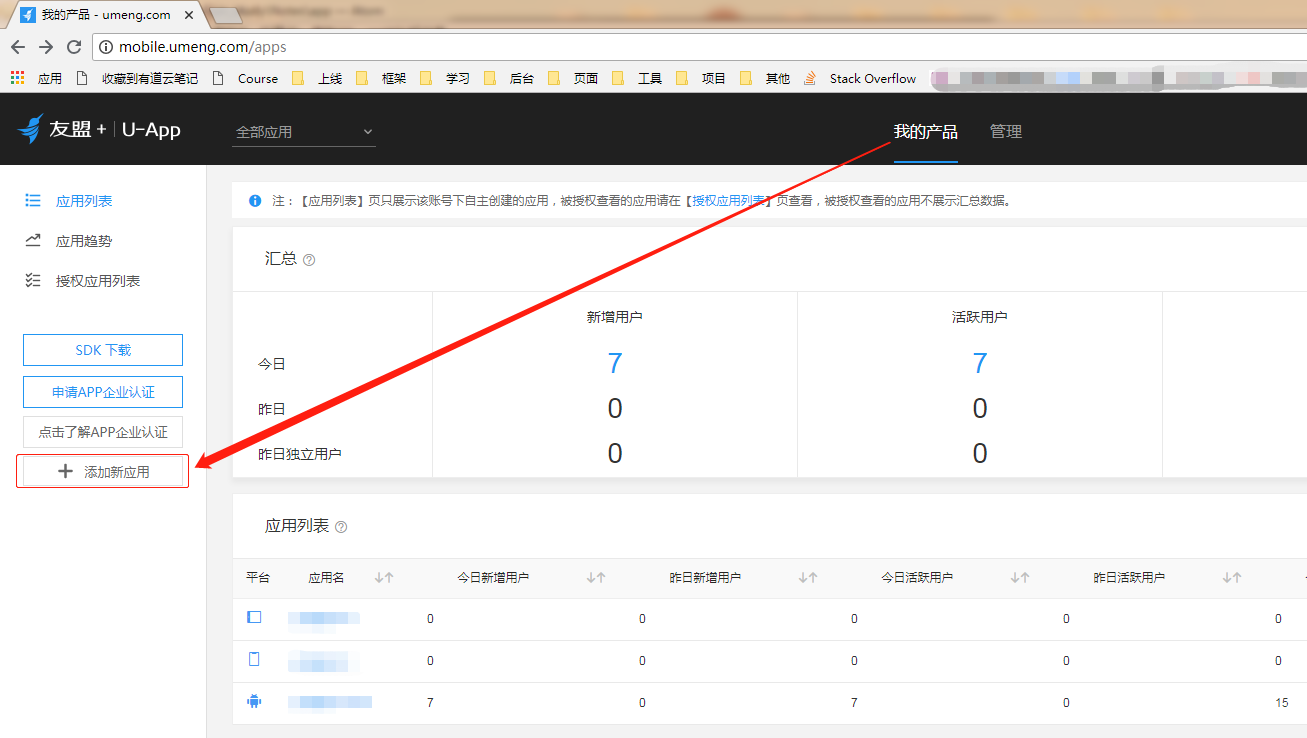 我的产品 - umeng.com
mobile.umeng.com/apps
应用 收藏到有道云笔记 Course 上线 框架 学习 后台 页面 工具 项目 其他 Stack Overflow
友盟+ | U-App 全部应用 我的产品 管理
应用列表
应用趋势
授权应用列表
SDK 下载
申请APP企业认证
点击了解APP企业认证
添加新应用
注：【应用列表】页只展示该账号下自主创建的应用，被授权查看的应用请在【授权应用列表】页查看，被授权查看的应用不展示汇总数据。
汇总
新增用户 活跃用户
今日 7 7
昨日 0 0
昨日独立用户 0 0
应用列表
平台 应用名 今日新增用户 昨日新增用户 今日活跃用户 昨日活跃用户
0 0 0 0 0
0 0 0 0 0
7 0 7 0 15